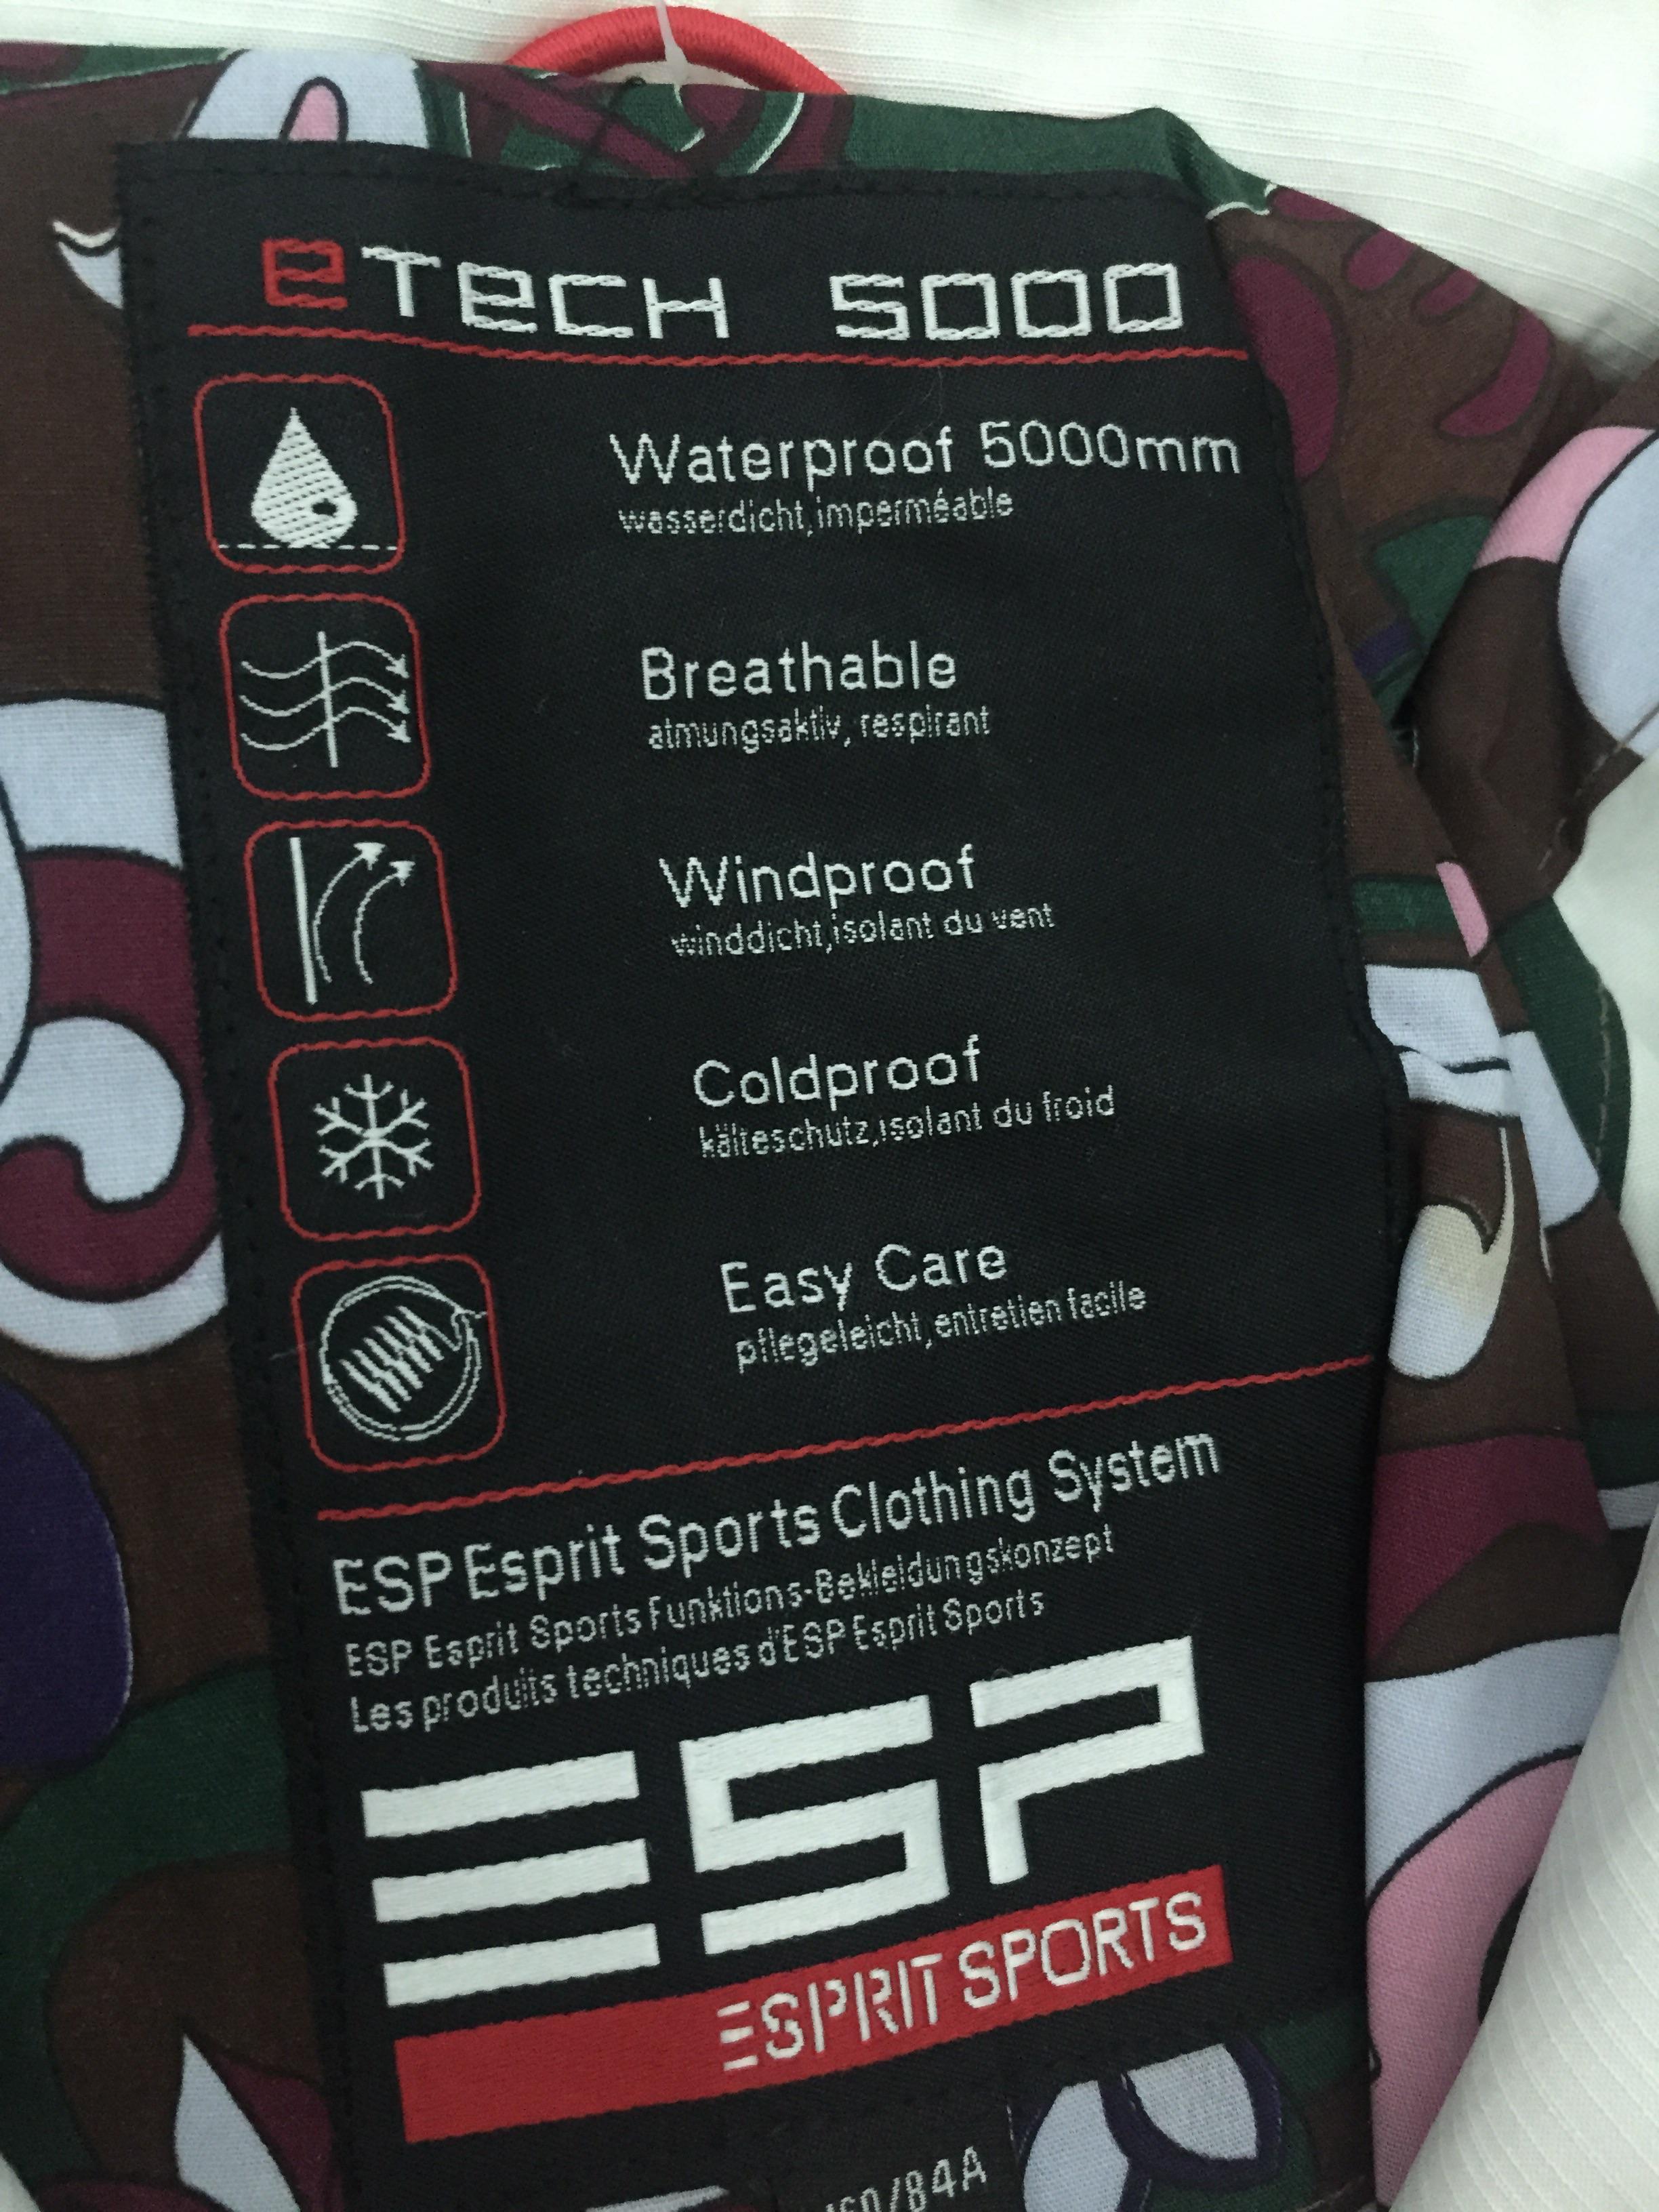 eTECH 5000
Waterproof 5000mm
wasserdicht,imperméable
Breathable
atmungsaktiv, respirant
Windproof
winddicht,isolant du vent
Coldproof
kälteschutz,isolant du froid
Easy Care
pflegeleicht,entretien facile
ESP Esprit Sports Clothing System
ESP Esprit Sports Funktions-Bekleidungskonzept
Les produits techniques d'ESP Esprit Sports
ESP
ESPRIT SPORTS
/84A